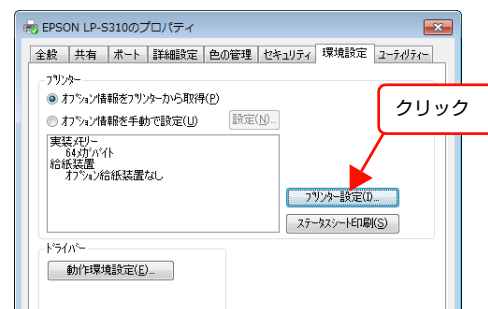 EPSON LP-S310のプロパティ
全般 共有 ポート 詳細設定 色の管理 セキュリティ 環境設定 ユーティリティー
プリンター
オプション情報をプリンターから取得(P)
オプション情報を手動で設定(U) 設定(N)...
クリック
実装メモリー
64メガバイト
給紙装置
オプション給紙装置なし
プリンター設定(I)...
ステータスシート印刷(S)
ドライバー
動作環境設定(E)...